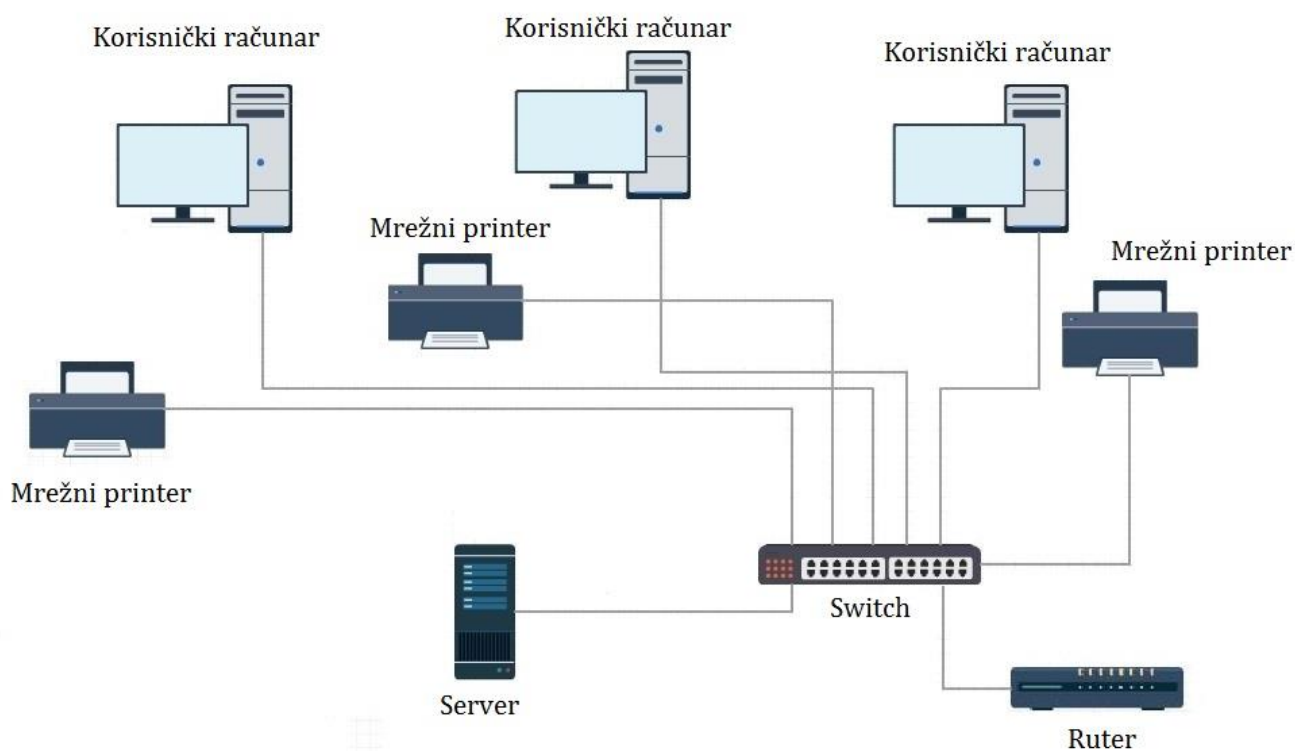 Korisnički računar
Korisnički računar
Korisnički računar
Mrežni printer
Mrežni printer
Mrežni printer
Switch
Server
Ruter